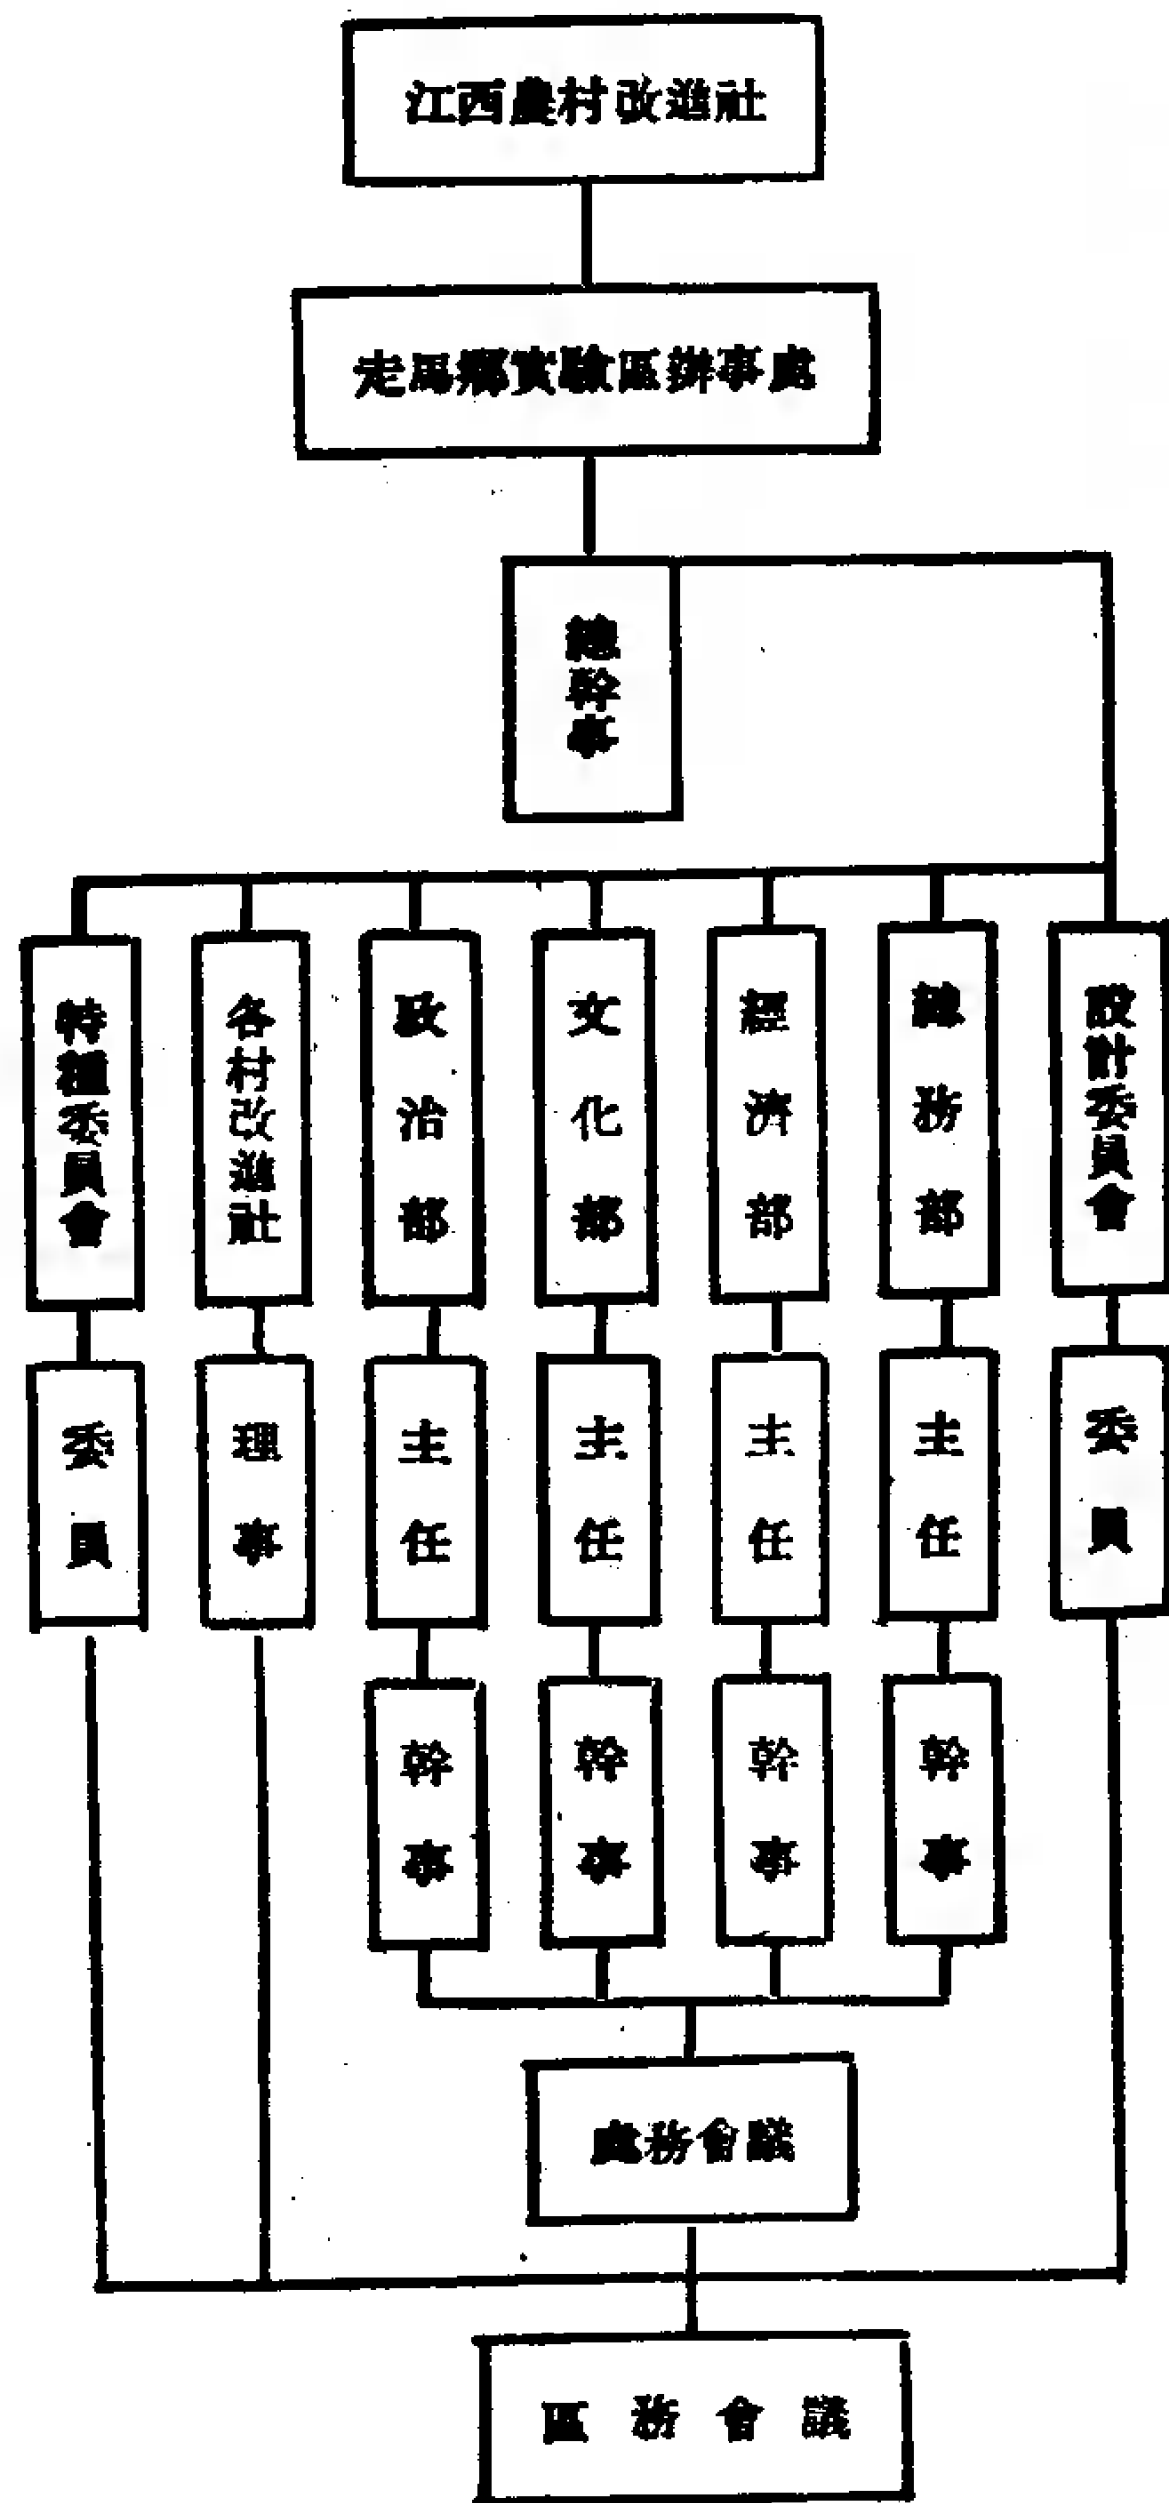 江西農村改進社
走馬鄉實驗區辦事處
總幹事
設計委員會
總務部
經濟部
文化部
政治部
各村改進社
特種委員會
委員
主任
主任
主任
主任
理事
委員
幹事
幹事
幹事
幹事
處務會議
區務會議